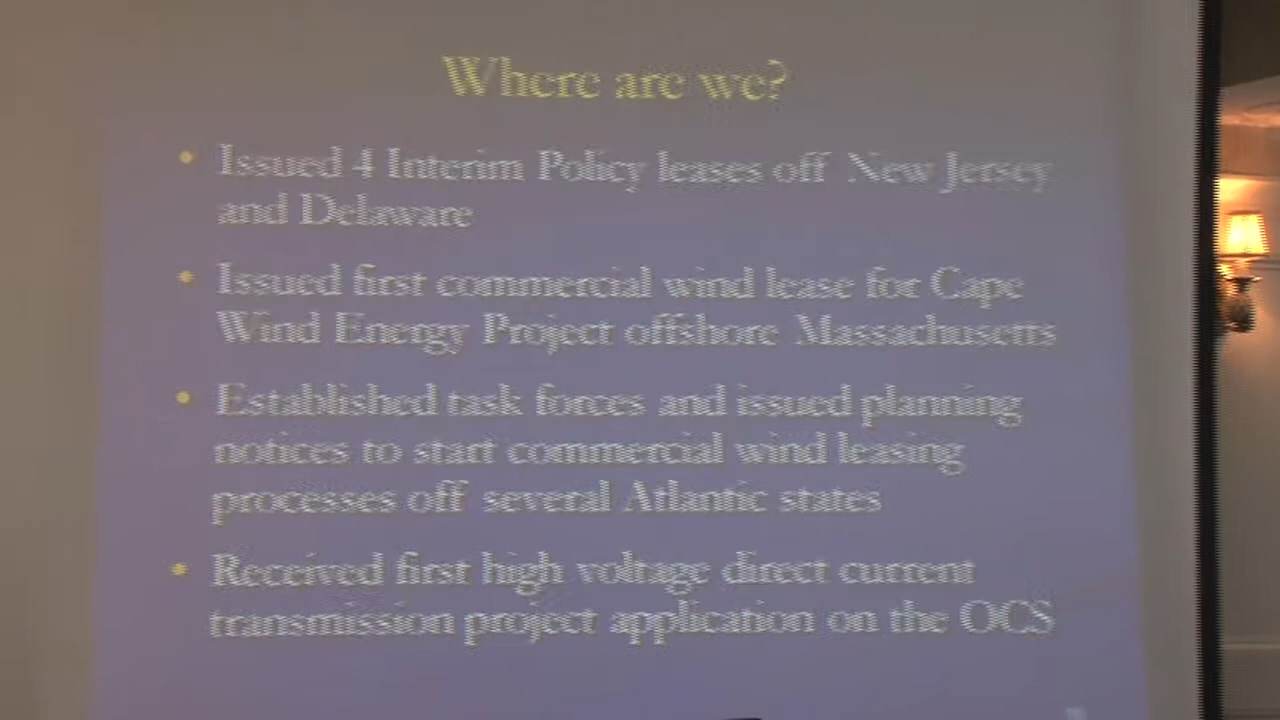 Where are we?
• Issued 4 Interim Policy leases off New Jersey
and Delaware
• Issued first commercial wind lease for Cape
Wind Energy Project offshore Massachusetts
• Established task forces and issued planning
notices to start commercial wind leasing
processes off several Atlantic states
• Received first high voltage direct current
transmission project application on the OCS